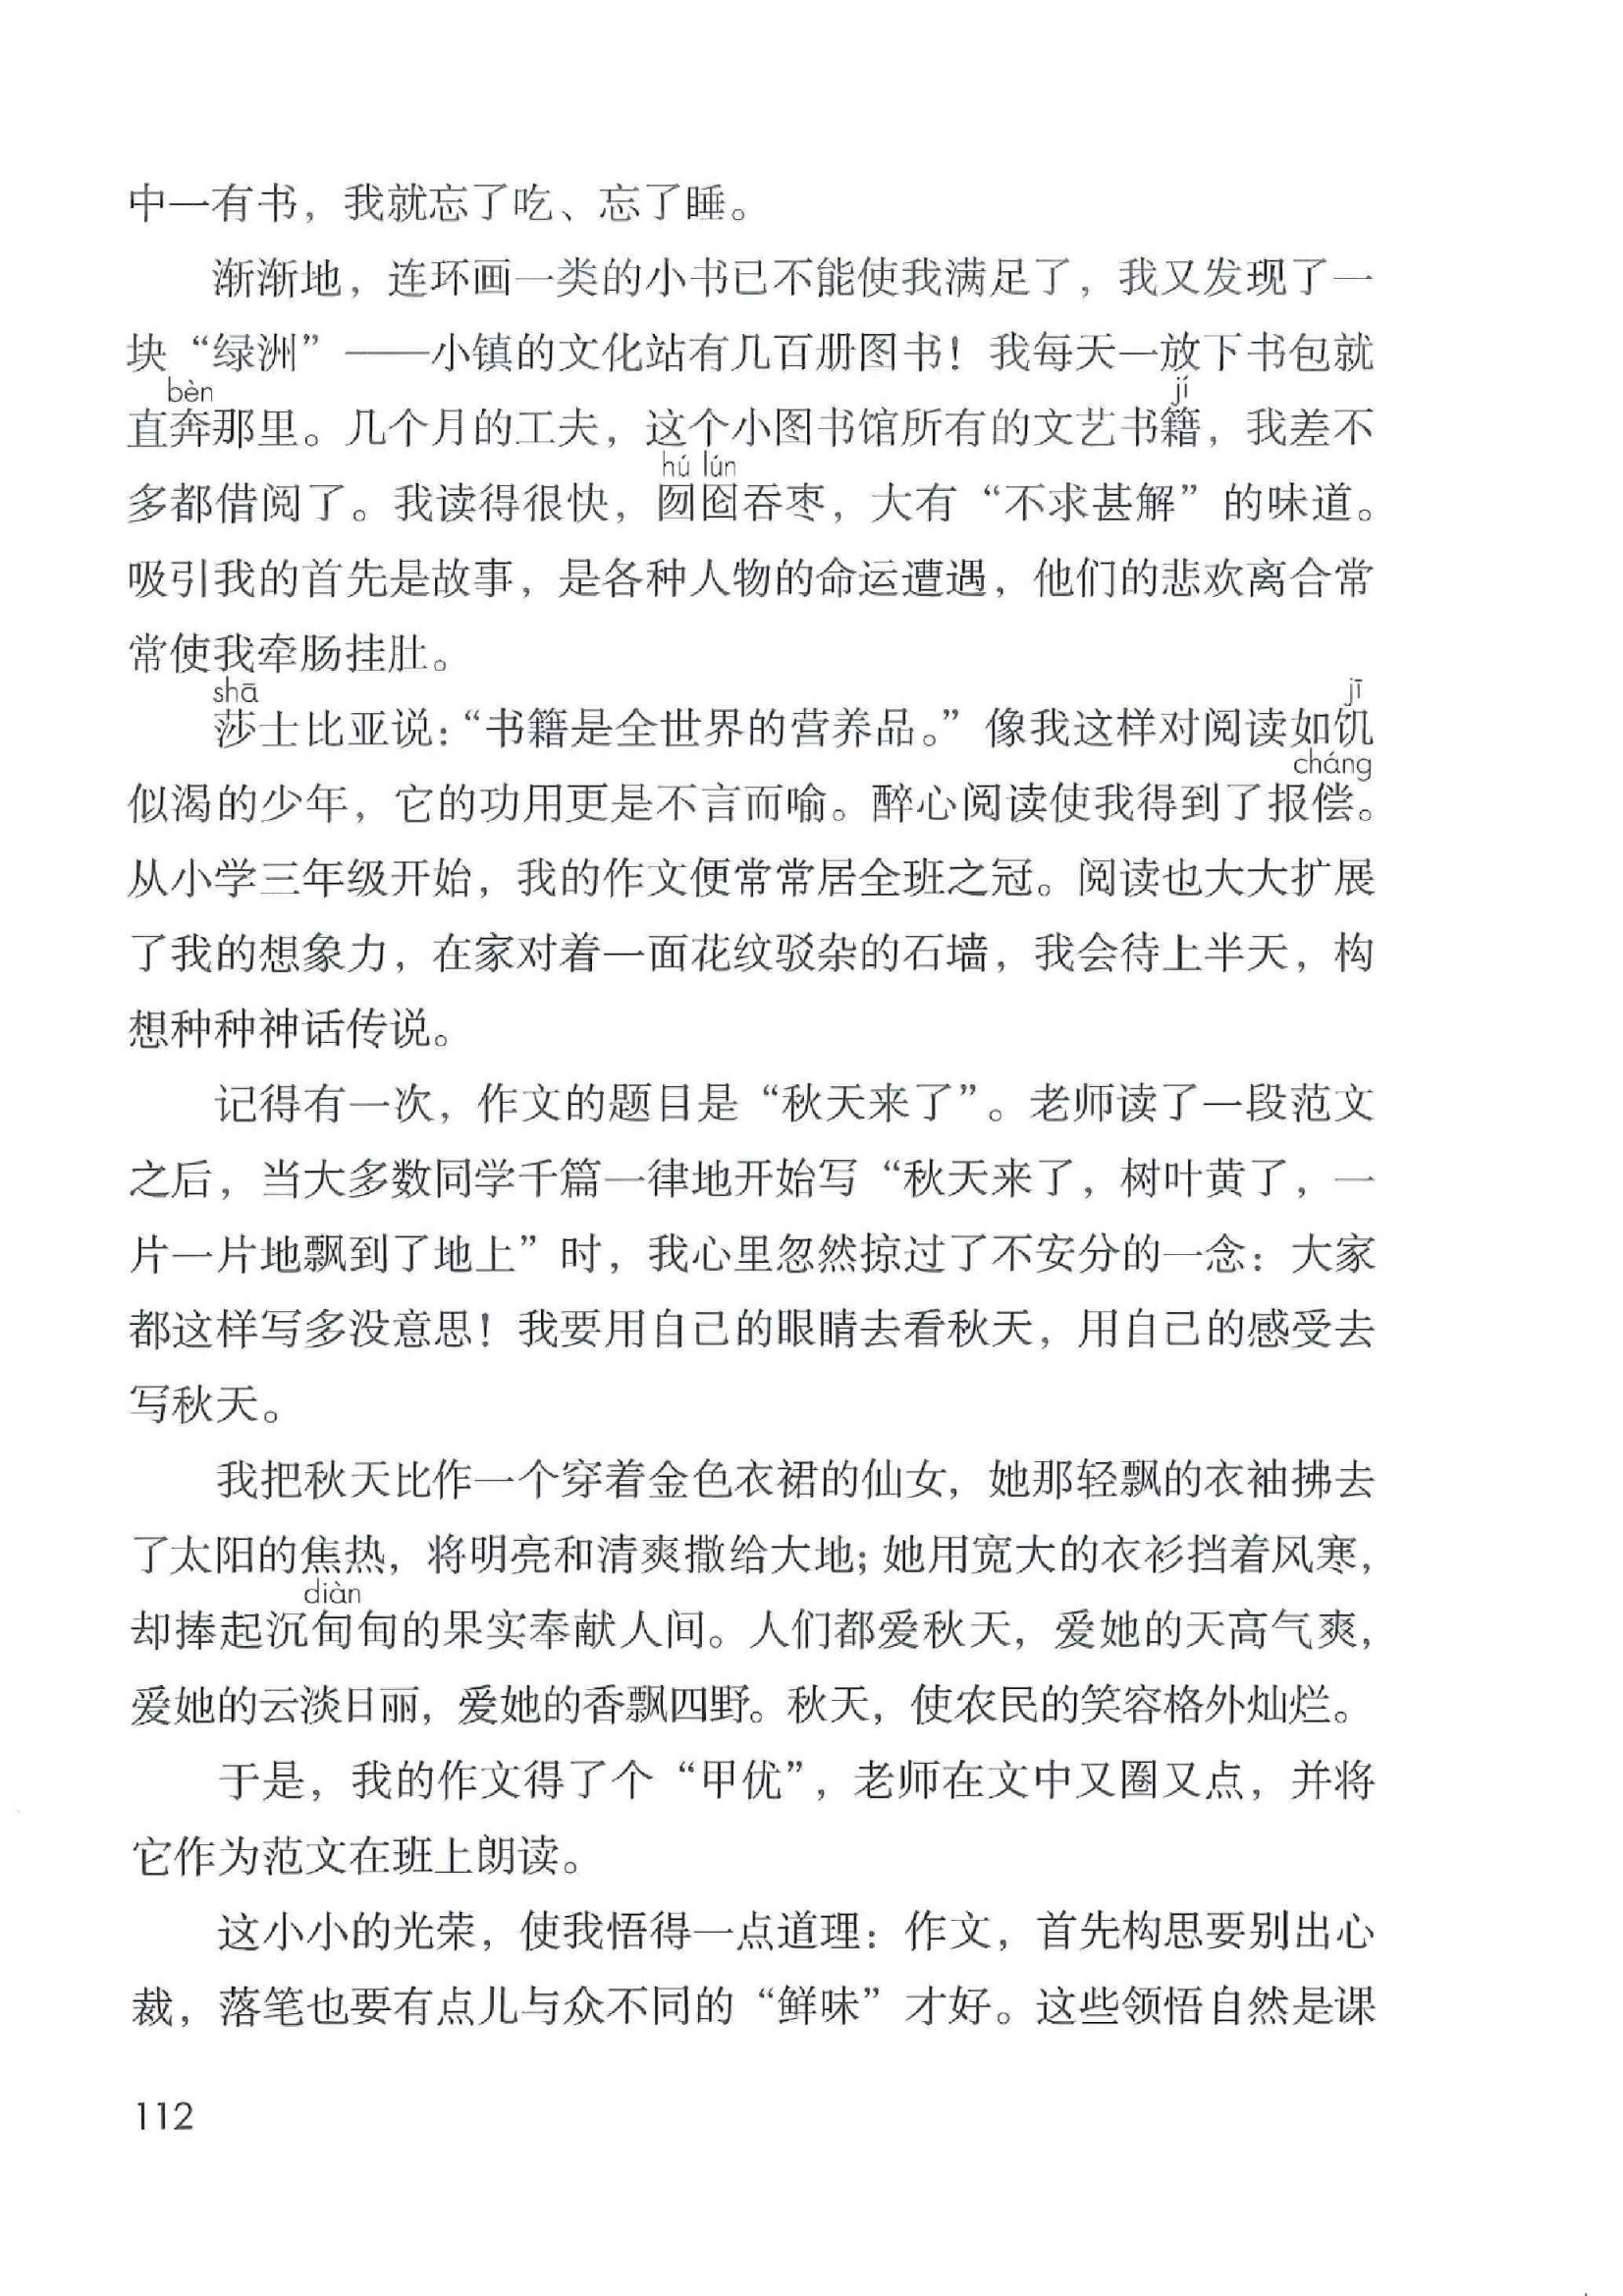 中一有书，我就忘了吃、忘了睡。
渐渐地，连环画一类的小书已不能使我满足了，我又发现了一
块“绿洲”——小镇的文化站有几百册图书！我每天一放下书包就
bèn jí
直奔那里。几个月的工夫，这个小图书馆所有的文艺书籍，我差不
hú lún
多都借阅了。我读得很快，囫囵吞枣，大有“不求甚解”的味道。
吸引我的首先是故事，是各种人物的命运遭遇，他们的悲欢离合常
常使我牵肠挂肚。
shā jī
莎士比亚说：“书籍是全世界的营养品。”像我这样对阅读如饥
cháng
似渴的少年，它的功用更是不言而喻。醉心阅读使我得到了报偿。
从小学三年级开始，我的作文便常常居全班之冠。阅读也大大扩展
了我的想象力，在家对着一面花纹驳杂的石墙，我会待上半天，构
想种种神话传说。
记得有一次，作文的题目是“秋天来了”。老师读了一段范文
之后，当大多数同学千篇一律地开始写“秋天来了，树叶黄了，一
片一片地飘到了地上”时，我心里忽然掠过了不安分的一念：大家
都这样写多没意思！我要用自己的眼睛去看秋天，用自己的感受去
写秋天。
我把秋天比作一个穿着金色衣裙的仙女，她那轻飘的衣袖拂去
了太阳的焦热，将明亮和清爽撒给大地；她用宽大的衣衫挡着风寒，
diàn
却捧起沉甸甸的果实奉献人间。人们都爱秋天，爱她的天高气爽，
爱她的云淡日丽，爱她的香飘四野。秋天，使农民的笑容格外灿烂。
于是，我的作文得了个“甲优”，老师在文中又圈又点，并将
它作为范文在班上朗读。
这小小的光荣，使我悟得一点道理：作文，首先构思要别出心
裁，落笔也要有点儿与众不同的“鲜味”才好。这些领悟自然是课
112